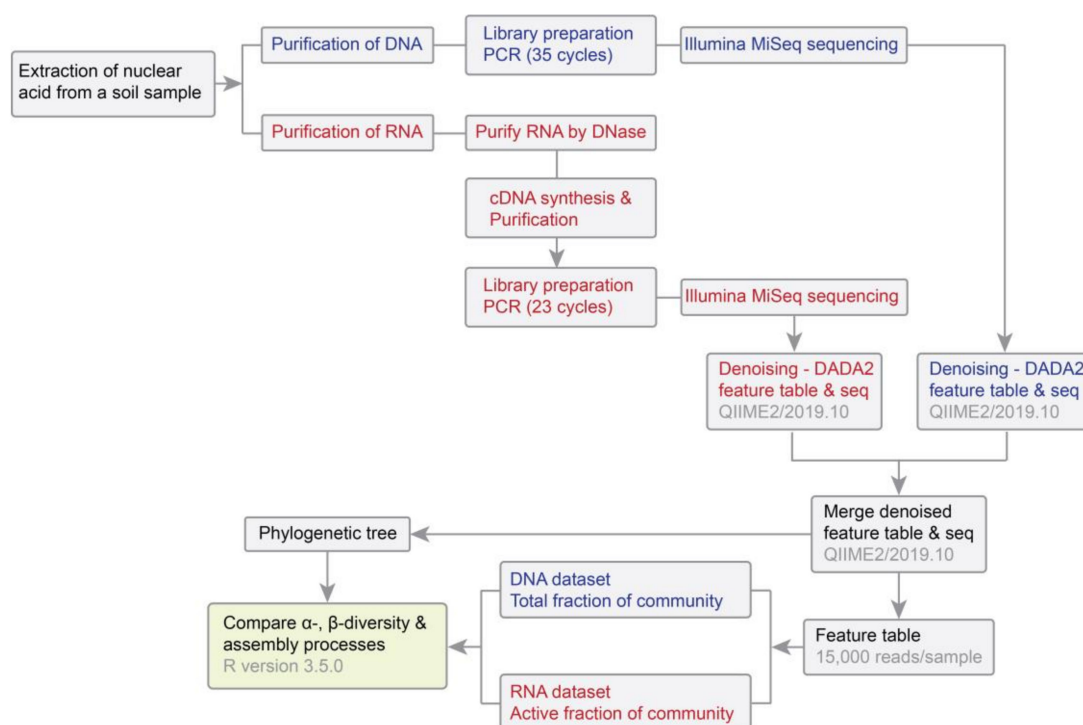 Extraction of nuclear
acid from a soil sample
Purification of DNA
Library preparation
PCR (35 cycles)
Illumina MiSeq sequencing
Purification of RNA
Purify RNA by DNase
cDNA synthesis &
Purification
Library preparation
PCR (23 cycles)
Illumina MiSeq sequencing
Denoising - DADA2
feature table & seq
QIIME2/2019.10
Denoising - DADA2
feature table & seq
QIIME2/2019.10
Merge denoised
feature table & seq
QIIME2/2019.10
Phylogenetic tree
DNA dataset
Total fraction of community
Compare α-, β-diversity &
assembly processes
R version 3.5.0
Feature table
15,000 reads/sample
RNA dataset
Active fraction of community